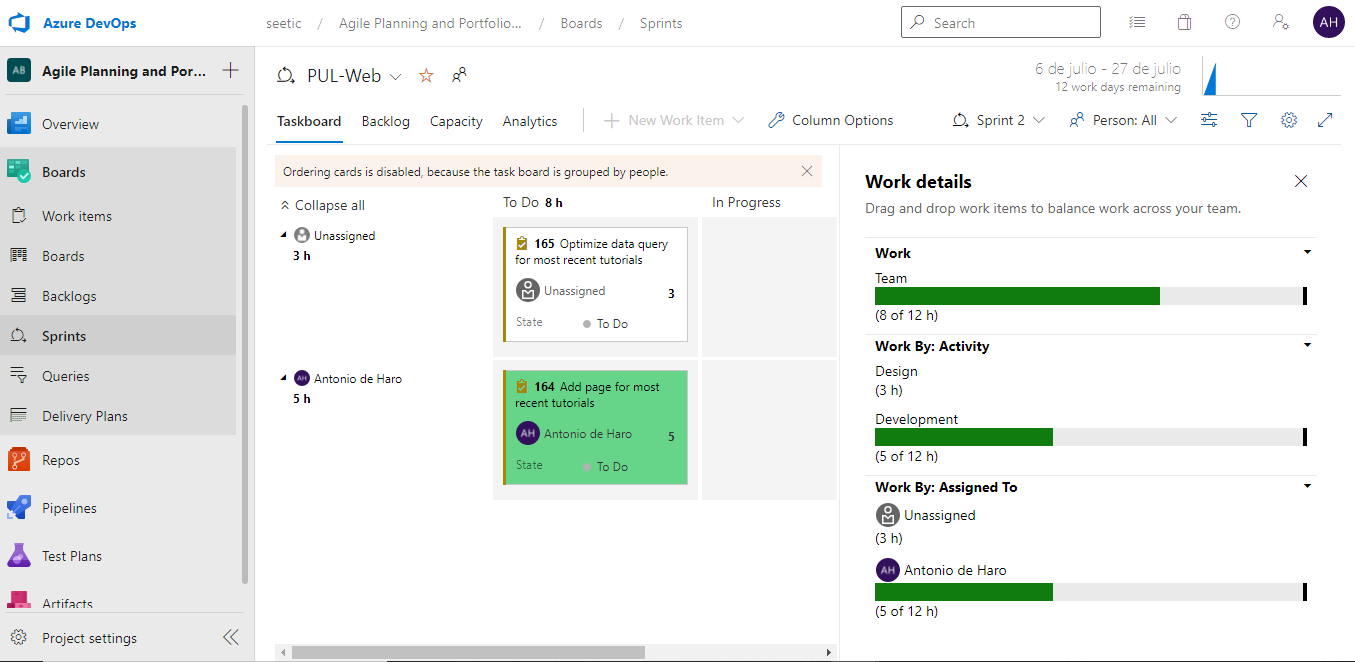 Azure DevOps
seetic / Agile Planning and Portfolio... / Boards / Sprints
Search
AH
AB Agile Planning and Por...
Overview
Boards
Work items
Boards
Backlogs
Sprints
Queries
Delivery Plans
Repos
Pipelines
Test Plans
Artifacts
Project settings
PUL-Web
6 de julio - 27 de julio
12 work days remaining
Taskboard Backlog Capacity Analytics
New Work Item
Column Options
Sprint 2
Person: All
Ordering cards is disabled, because the task board is grouped by people.
Collapse all
To Do 8 h
In Progress
Unassigned
3 h
165 Optimize data query
for most recent tutorials
Unassigned 3
State To Do
AH Antonio de Haro
5 h
164 Add page for most
recent tutorials
AH Antonio de Haro 5
State To Do
Work details
Drag and drop work items to balance work across your team.
Work
Team
(8 of 12 h)
Work By: Activity
Design
(3 h)
Development
(5 of 12 h)
Work By: Assigned To
Unassigned
(3 h)
AH Antonio de Haro
(5 of 12 h)